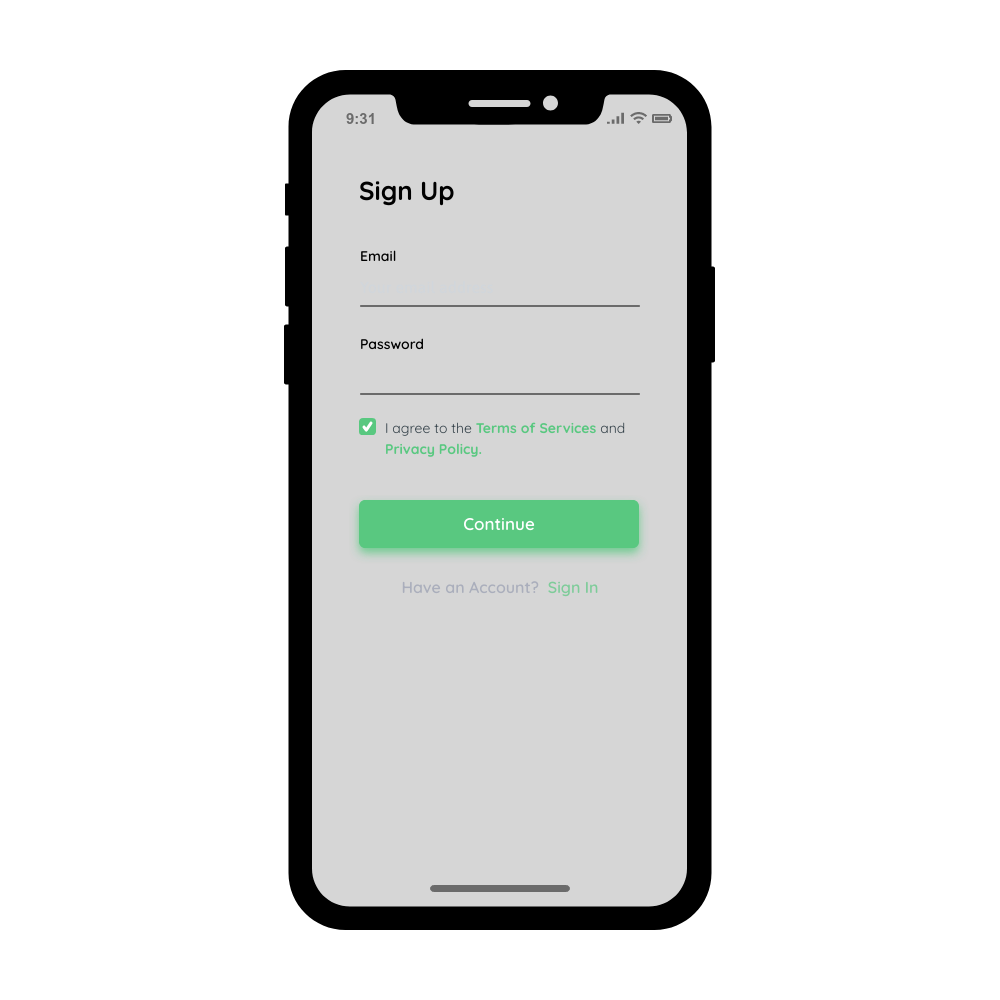 9:31
Sign Up
Email
Password
I agree to the Terms of Services and
Privacy Policy.
Continue
Have an Account? Sign In